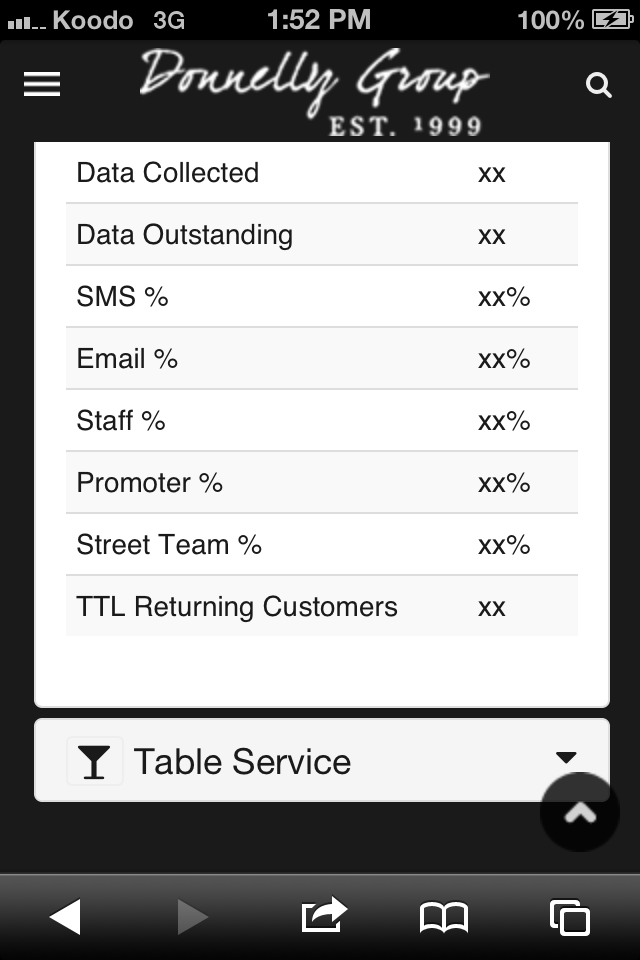 Koodo 3G 1:52 PM 100%
Donnelly Group
EST. 1999
Data Collected xx
Data Outstanding xx
SMS % xx%
Email % xx%
Staff % xx%
Promoter % xx%
Street Team % xx%
TTL Returning Customers xx
Table Service